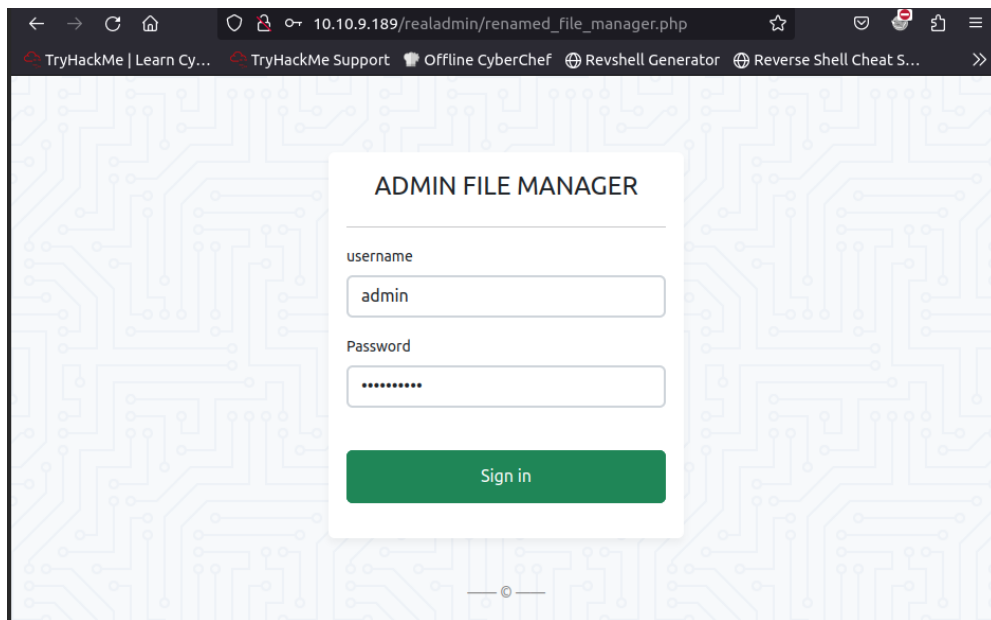 10.10.9.189/realadmin/renamed_file_manager.php
TryHackMe | Learn Cy... TryHackMe Support Offline CyberChef Revshell Generator Reverse Shell Cheat S...
ADMIN FILE MANAGER
username
admin
Password
••••••••••
Sign in
—— © ——